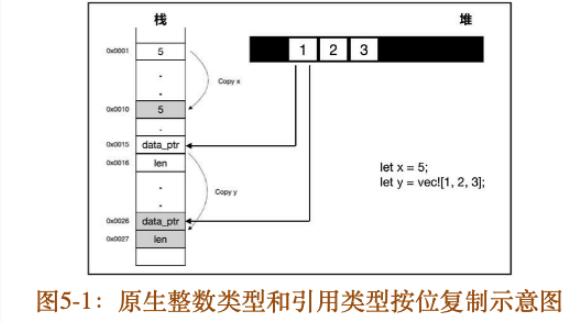 栈
堆
0x0001
5
1 2 3
Copy x
0x0010
5
0x0015
data_ptr
0x0016
len
let x = 5;
let y = vec![1, 2, 3];
Copy y
0x0026
data_ptr
0x0027
len
图5-1：原生整数类型和引用类型按位复制示意图